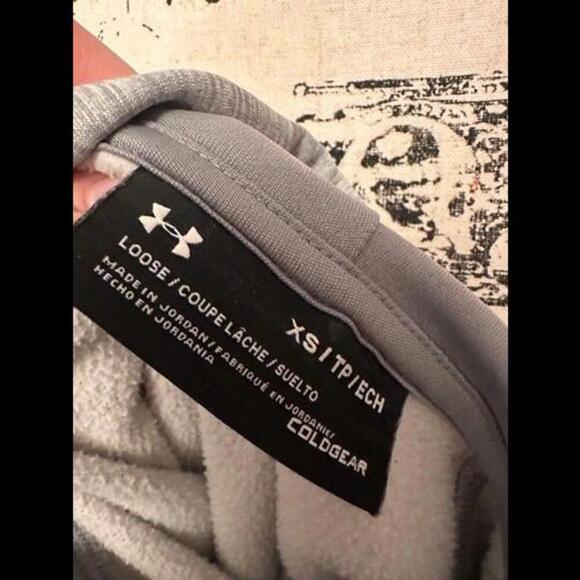 LOOSE / COUPE LÂCHE / SUELTO
MADE IN JORDAN / FABRIQUÉ EN JORDANIE/
HECHO EN JORDANIA
XS / TP / ECH
COLDGEAR